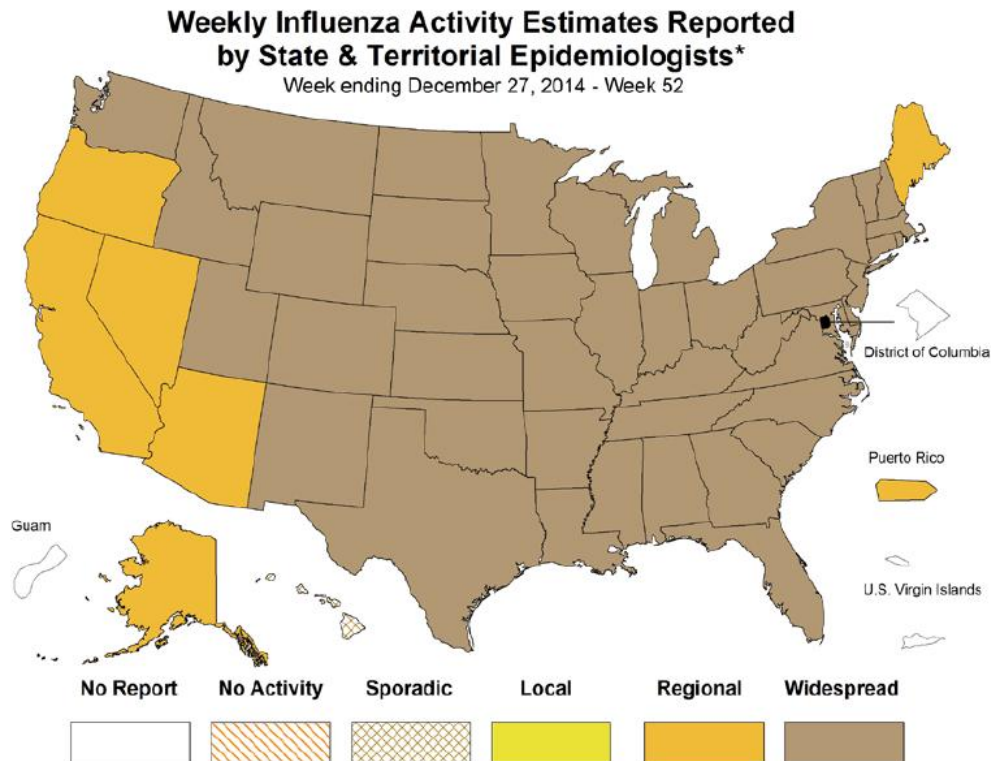 Weekly Influenza Activity Estimates Reported
by State & Territorial Epidemiologists*
Week ending December 27, 2014 - Week 52
District of Columbia
Puerto Rico
Guam
U.S. Virgin Islands
No Report No Activity Sporadic Local Regional Widespread